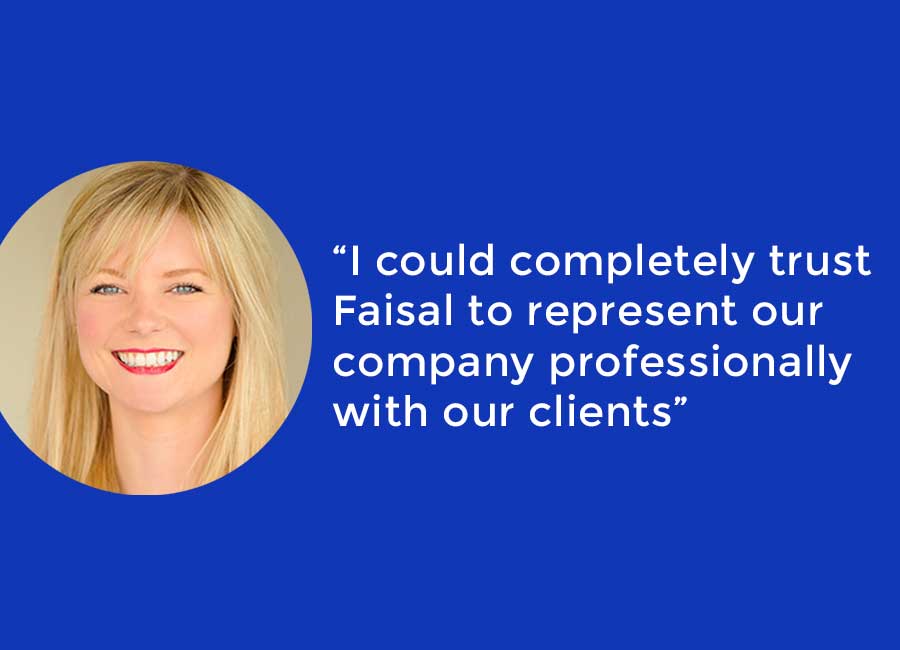 “I could completely trust
Faisal to represent our
company professionally
with our clients”